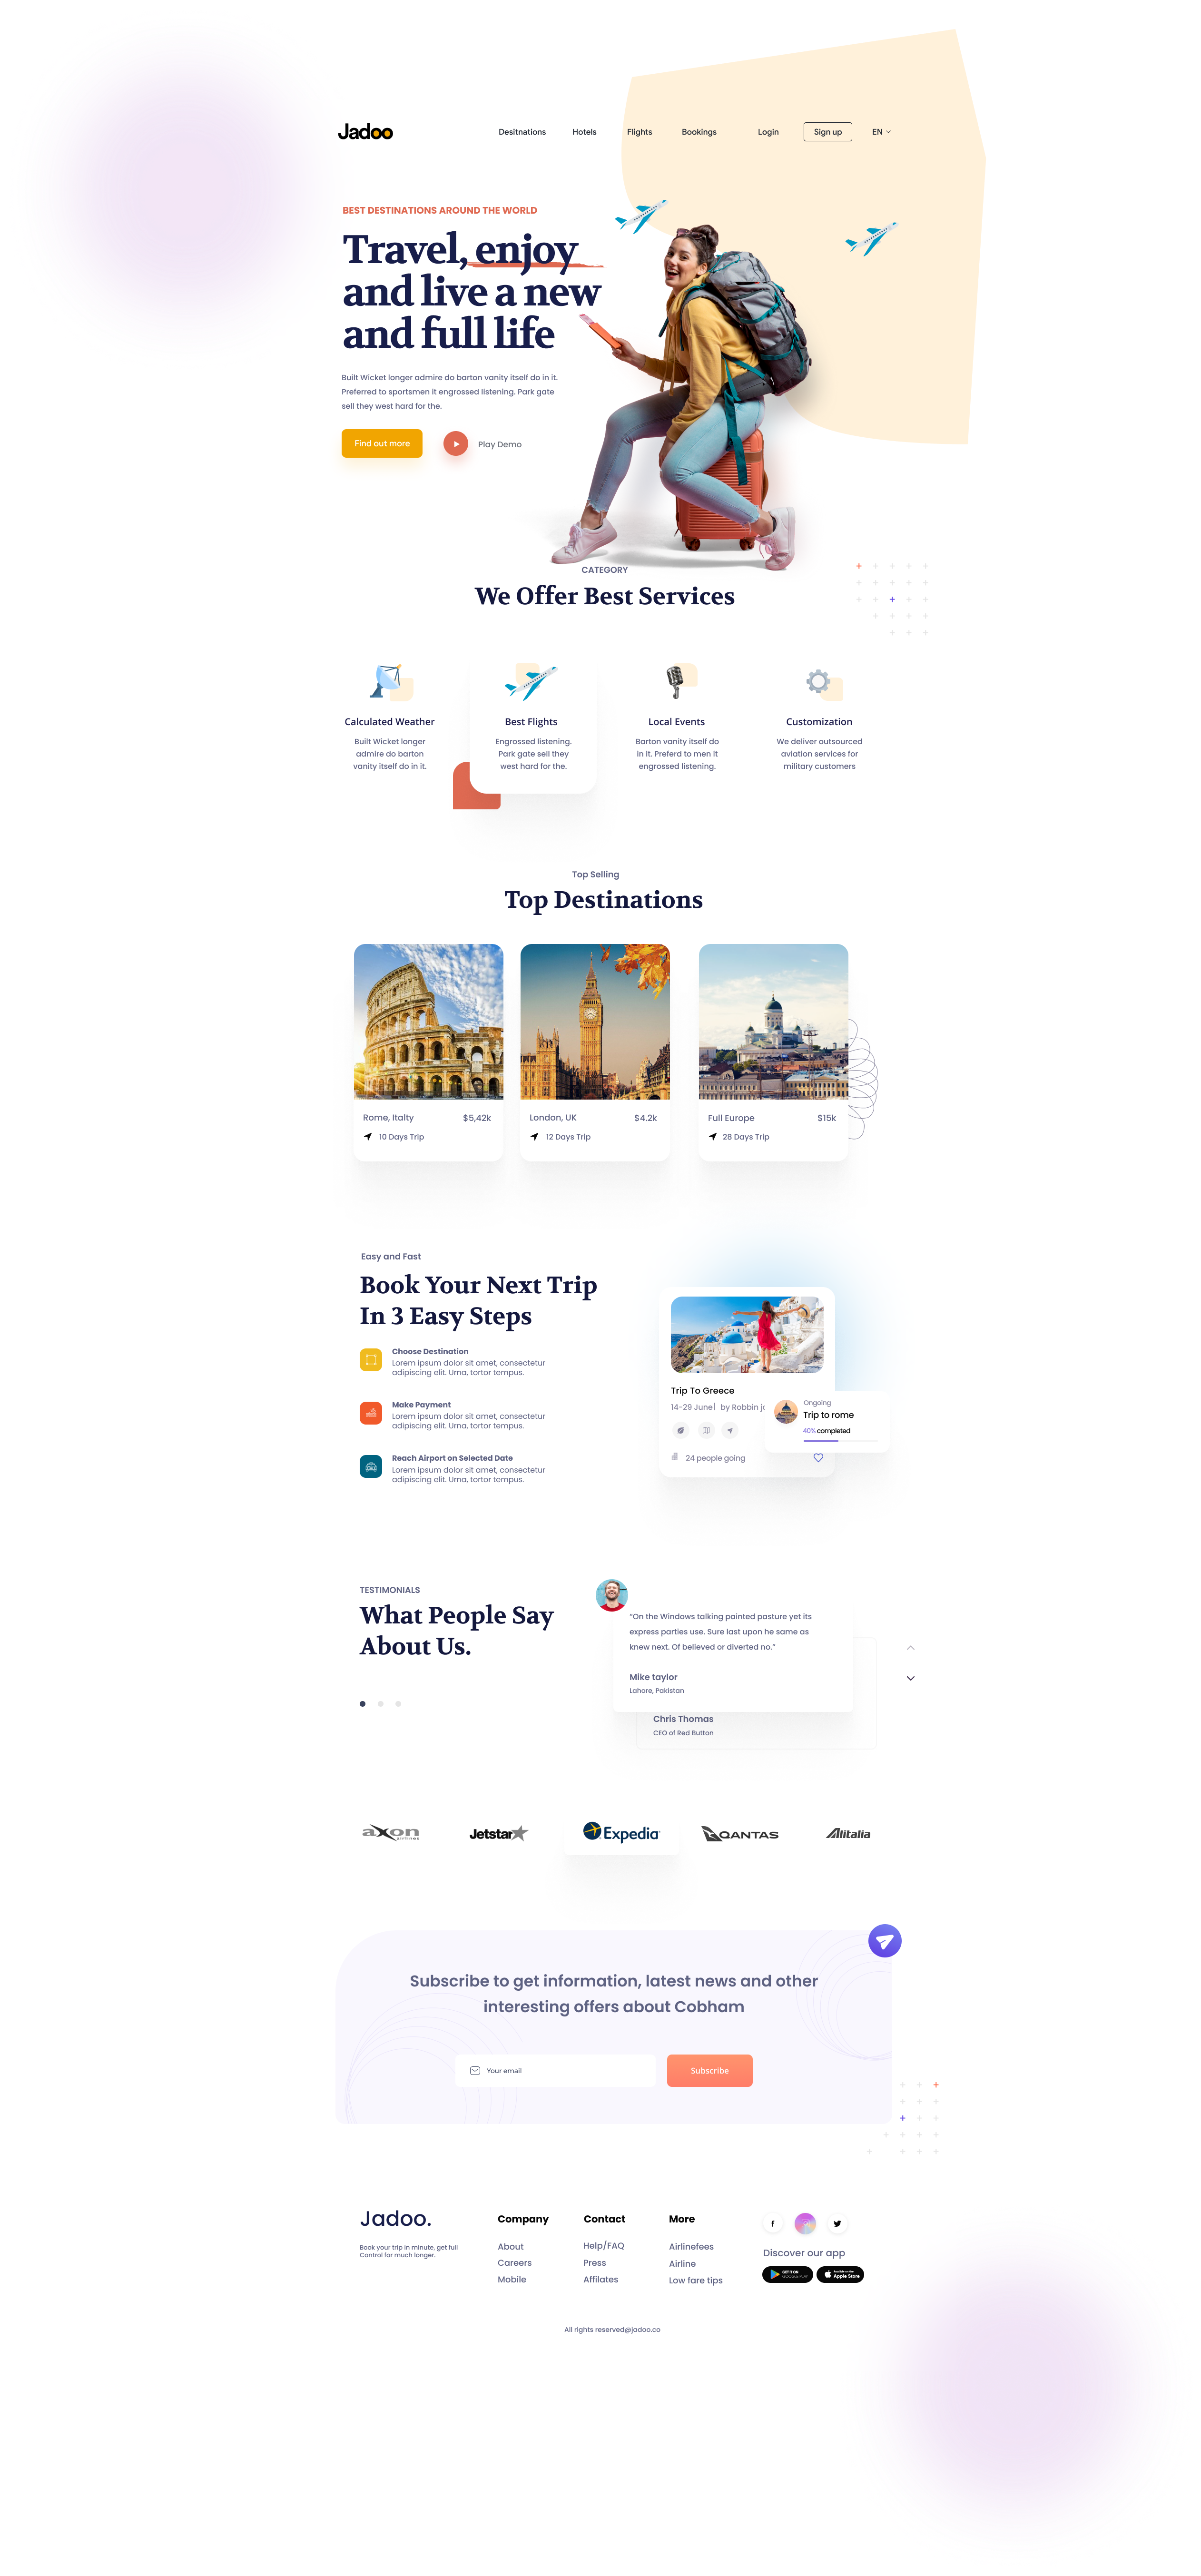 Jadoo
Desitnations
Hotels
Flights
Bookings
Login
Sign up
EN
BEST DESTINATIONS AROUND THE WORLD
Travel, enjoy
and live a new
and full life
Built Wicket longer admire do barton vanity itself do in it.
Preferred to sportsmen it engrossed listening. Park gate
sell they west hard for the.
Find out more
Play Demo
CATEGORY
We Offer Best Services
Calculated Weather
Built Wicket longer
admire do barton
vanity itself do in it.
Best Flights
Engrossed listening.
Park gate sell they
west hard for the.
Local Events
Barton vanity itself do
in it. Preferd to men it
engrossed listening.
Customization
We deliver outsourced
aviation services for
military customers
Top Selling
Top Destinations
Rome, Italty
$5,42k
10 Days Trip
London, UK
$4.2k
12 Days Trip
Full Europe
$15k
28 Days Trip
Easy and Fast
Book Your Next Trip
In 3 Easy Steps
Choose Destination
Lorem ipsum dolor sit amet, consectetur
adipiscing elit. Urna, tortor tempus.
Make Payment
Lorem ipsum dolor sit amet, consectetur
adipiscing elit. Urna, tortor tempus.
Reach Airport on Selected Date
Lorem ipsum dolor sit amet, consectetur
adipiscing elit. Urna, tortor tempus.
Trip To Greece
14-29 June | by Robbin jo
24 people going
Ongoing
Trip to rome
40% completed
TESTIMONIALS
What People Say
About Us.
“On the Windows talking painted pasture yet its
express parties use. Sure last upon he same as
knew next. Of believed or diverted no.”
Mike taylor
Lahore, Pakistan
Chris Thomas
CEO of Red Button
axon
airlines
Jetstar
Expedia
QANTAS
Alitalia
Subscribe to get information, latest news and other
interesting offers about Cobham
Your email
Subscribe
Jadoo.
Book your trip in minute, get full
Control for much longer.
Company
About
Careers
Mobile
Contact
Help/FAQ
Press
Affilates
More
Airlinefees
Airline
Low fare tips
Discover our app
GET IT ON
GOOGLE PLAY
Available on the
Apple Store
All rights reserved@jadoo.co